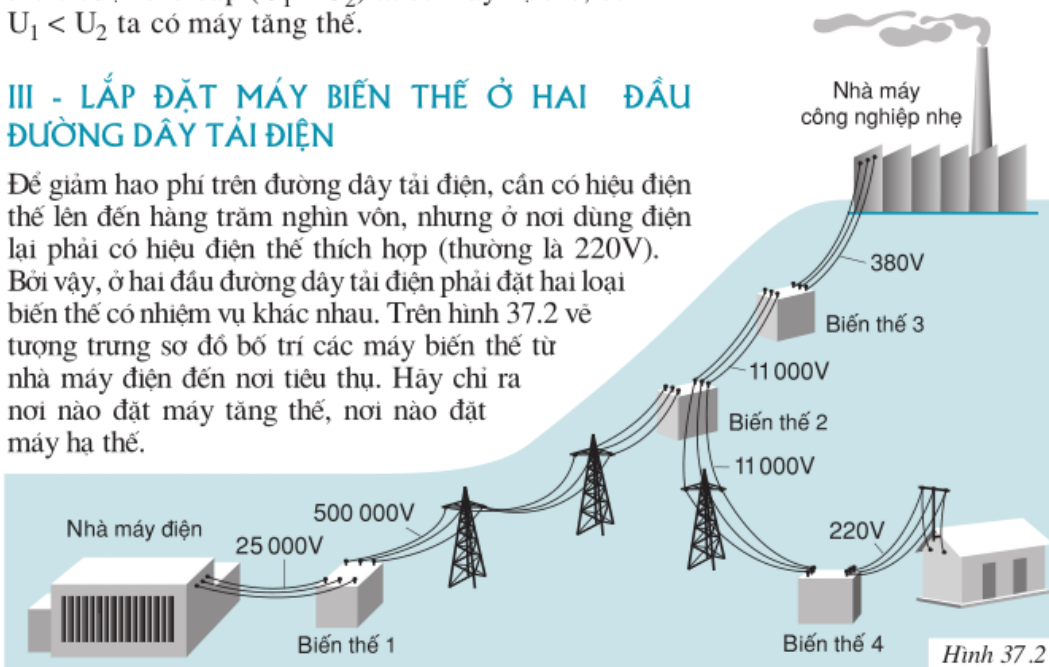 U₁ < U₂ ta có máy tăng thế.
III - LẮP ĐẶT MÁY BIẾN THẾ Ở HAI ĐẦU
ĐƯỜNG DÂY TẢI ĐIỆN
Để giảm hao phí trên đường dây tải điện, cần có hiệu điện
thế lên đến hàng trăm nghìn vôn, nhưng ở nơi dùng điện
lại phải có hiệu điện thế thích hợp (thường là 220V).
Bởi vậy, ở hai đầu đường dây tải điện phải đặt hai loại
biến thế có nhiệm vụ khác nhau. Trên hình 37.2 vẽ
tượng trưng sơ đồ bố trí các máy biến thế từ
nhà máy điện đến nơi tiêu thụ. Hãy chỉ ra
nơi nào đặt máy tăng thế, nơi nào đặt
máy hạ thế.
Nhà máy
công nghiệp nhẹ
380V
Biến thế 3
11 000V
Biến thế 2
11 000V
500 000V
Nhà máy điện
25 000V
220V
Biến thế 1
Biến thế 4
Hình 37.2